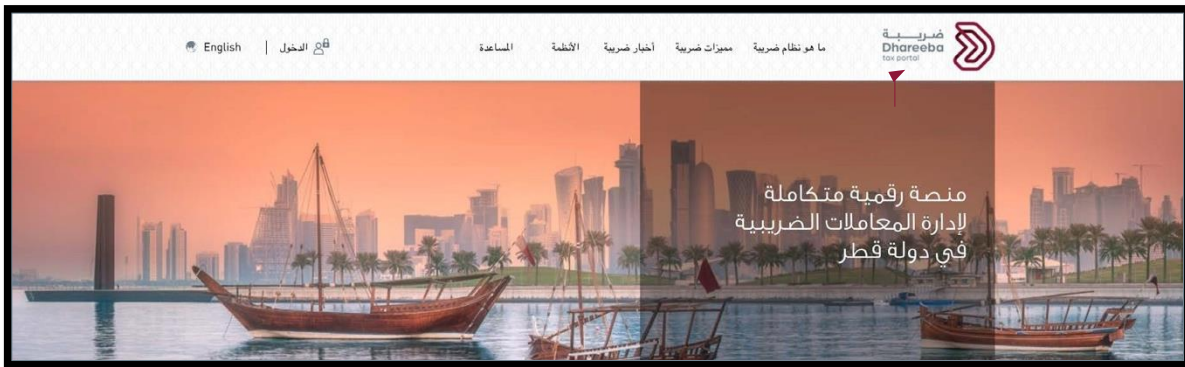 ضريبة
Dhareeba
tax portal
ما هو نظام ضريبة
مميزات ضريبة
أخبار ضريبة
الأنظمة
المساعدة
الدخول
English
منصة رقمية متكاملة
لإدارة المعاملات الضريبية
في دولة قطر